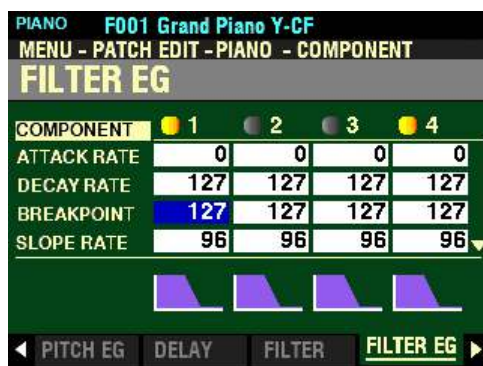 PIANO F001 Grand Piano Y-CF
MENU - PATCH EDIT - PIANO - COMPONENT
FILTER EG
COMPONENT 1 2 3 4
ATTACK RATE 0 0 0 0
DECAY RATE 127 127 127 127
BREAKPOINT 127 127 127 127
SLOPE RATE 96 96 96 96
PITCH EG DELAY FILTER FILTER EG